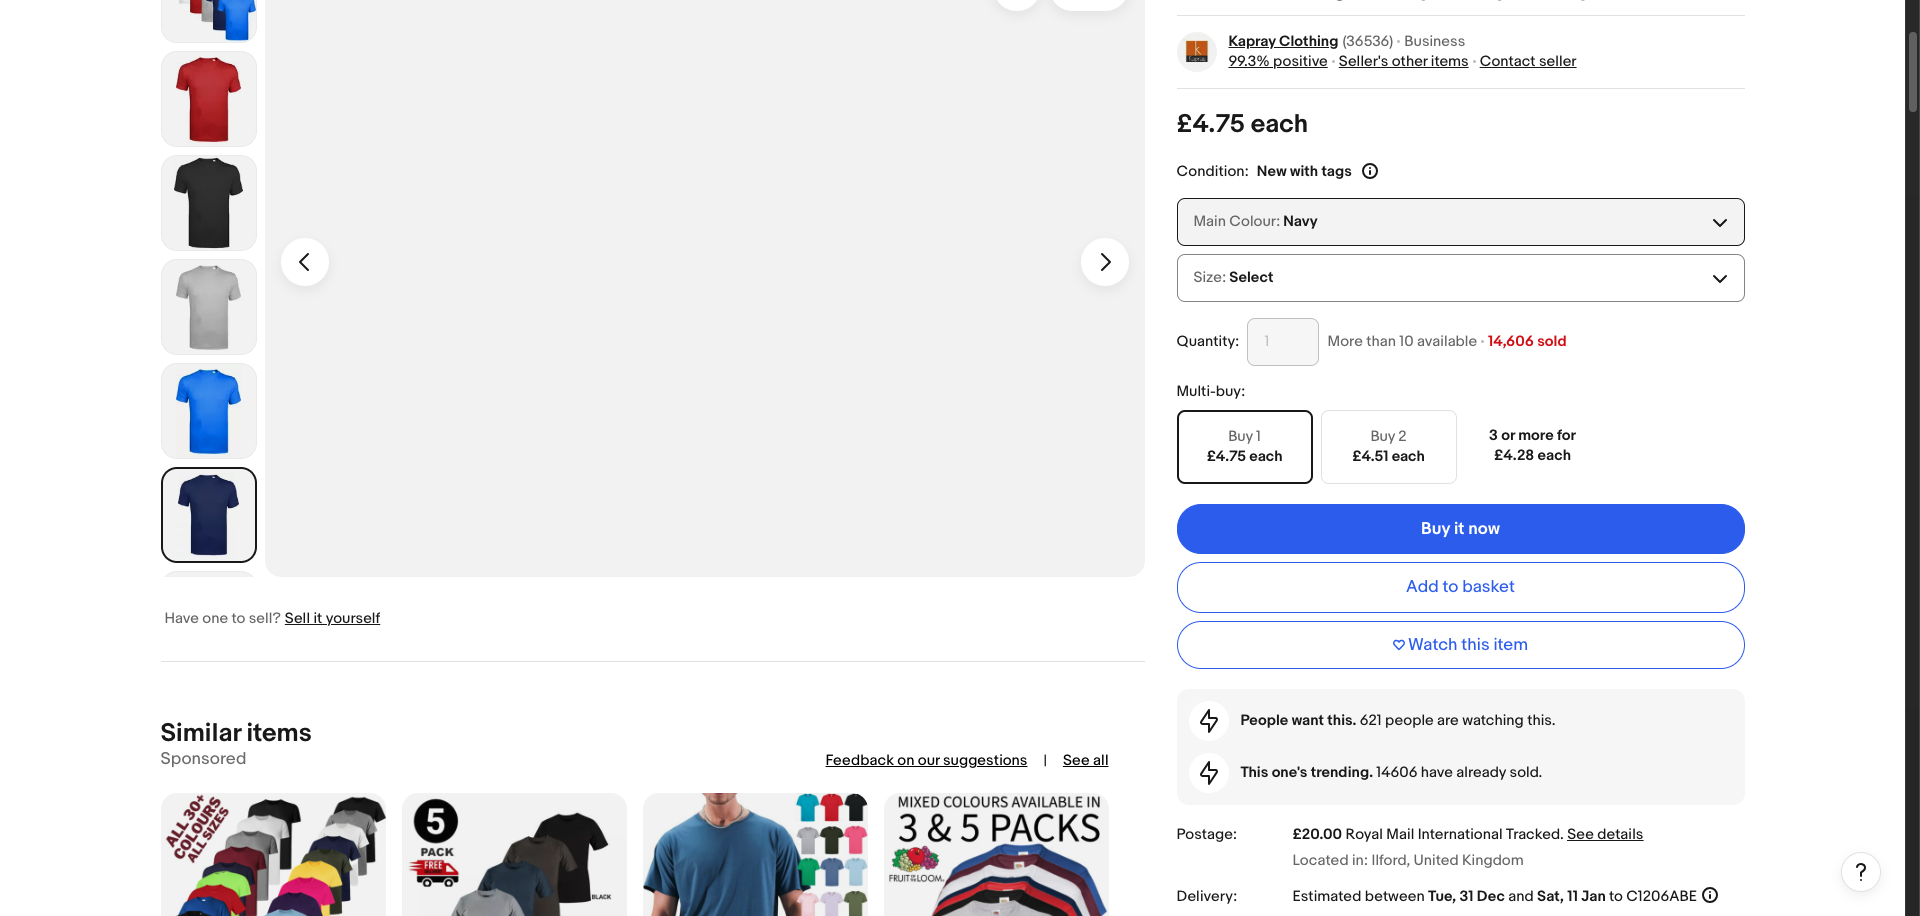 Kapray Clothing (36536) · Business
99.3% positive · Seller's other items · Contact seller
£4.75 each
Condition: New with tags
Main Colour: Navy
Size: Select
Quantity: 1 More than 10 available · 14,606 sold
Multi-buy:
Buy 1
£4.75 each
Buy 2
£4.51 each
3 or more for
£4.28 each
Buy it now
Add to basket
Watch this item
People want this. 621 people are watching this.
This one's trending. 14606 have already sold.
Postage: £20.00 Royal Mail International Tracked. See details
Located in: Ilford, United Kingdom
Delivery: Estimated between Tue, 31 Dec and Sat, 11 Jan to C1206ABE
Have one to sell? Sell it yourself
Similar items
Sponsored
Feedback on our suggestions | See all
ALL 30+
COLOURS
ALL SIZES
5
PACK
FREE
BLACK
MIXED COLOURS AVAILABLE IN
3 & 5 PACKS
FRUIT OF THE LOOM
?